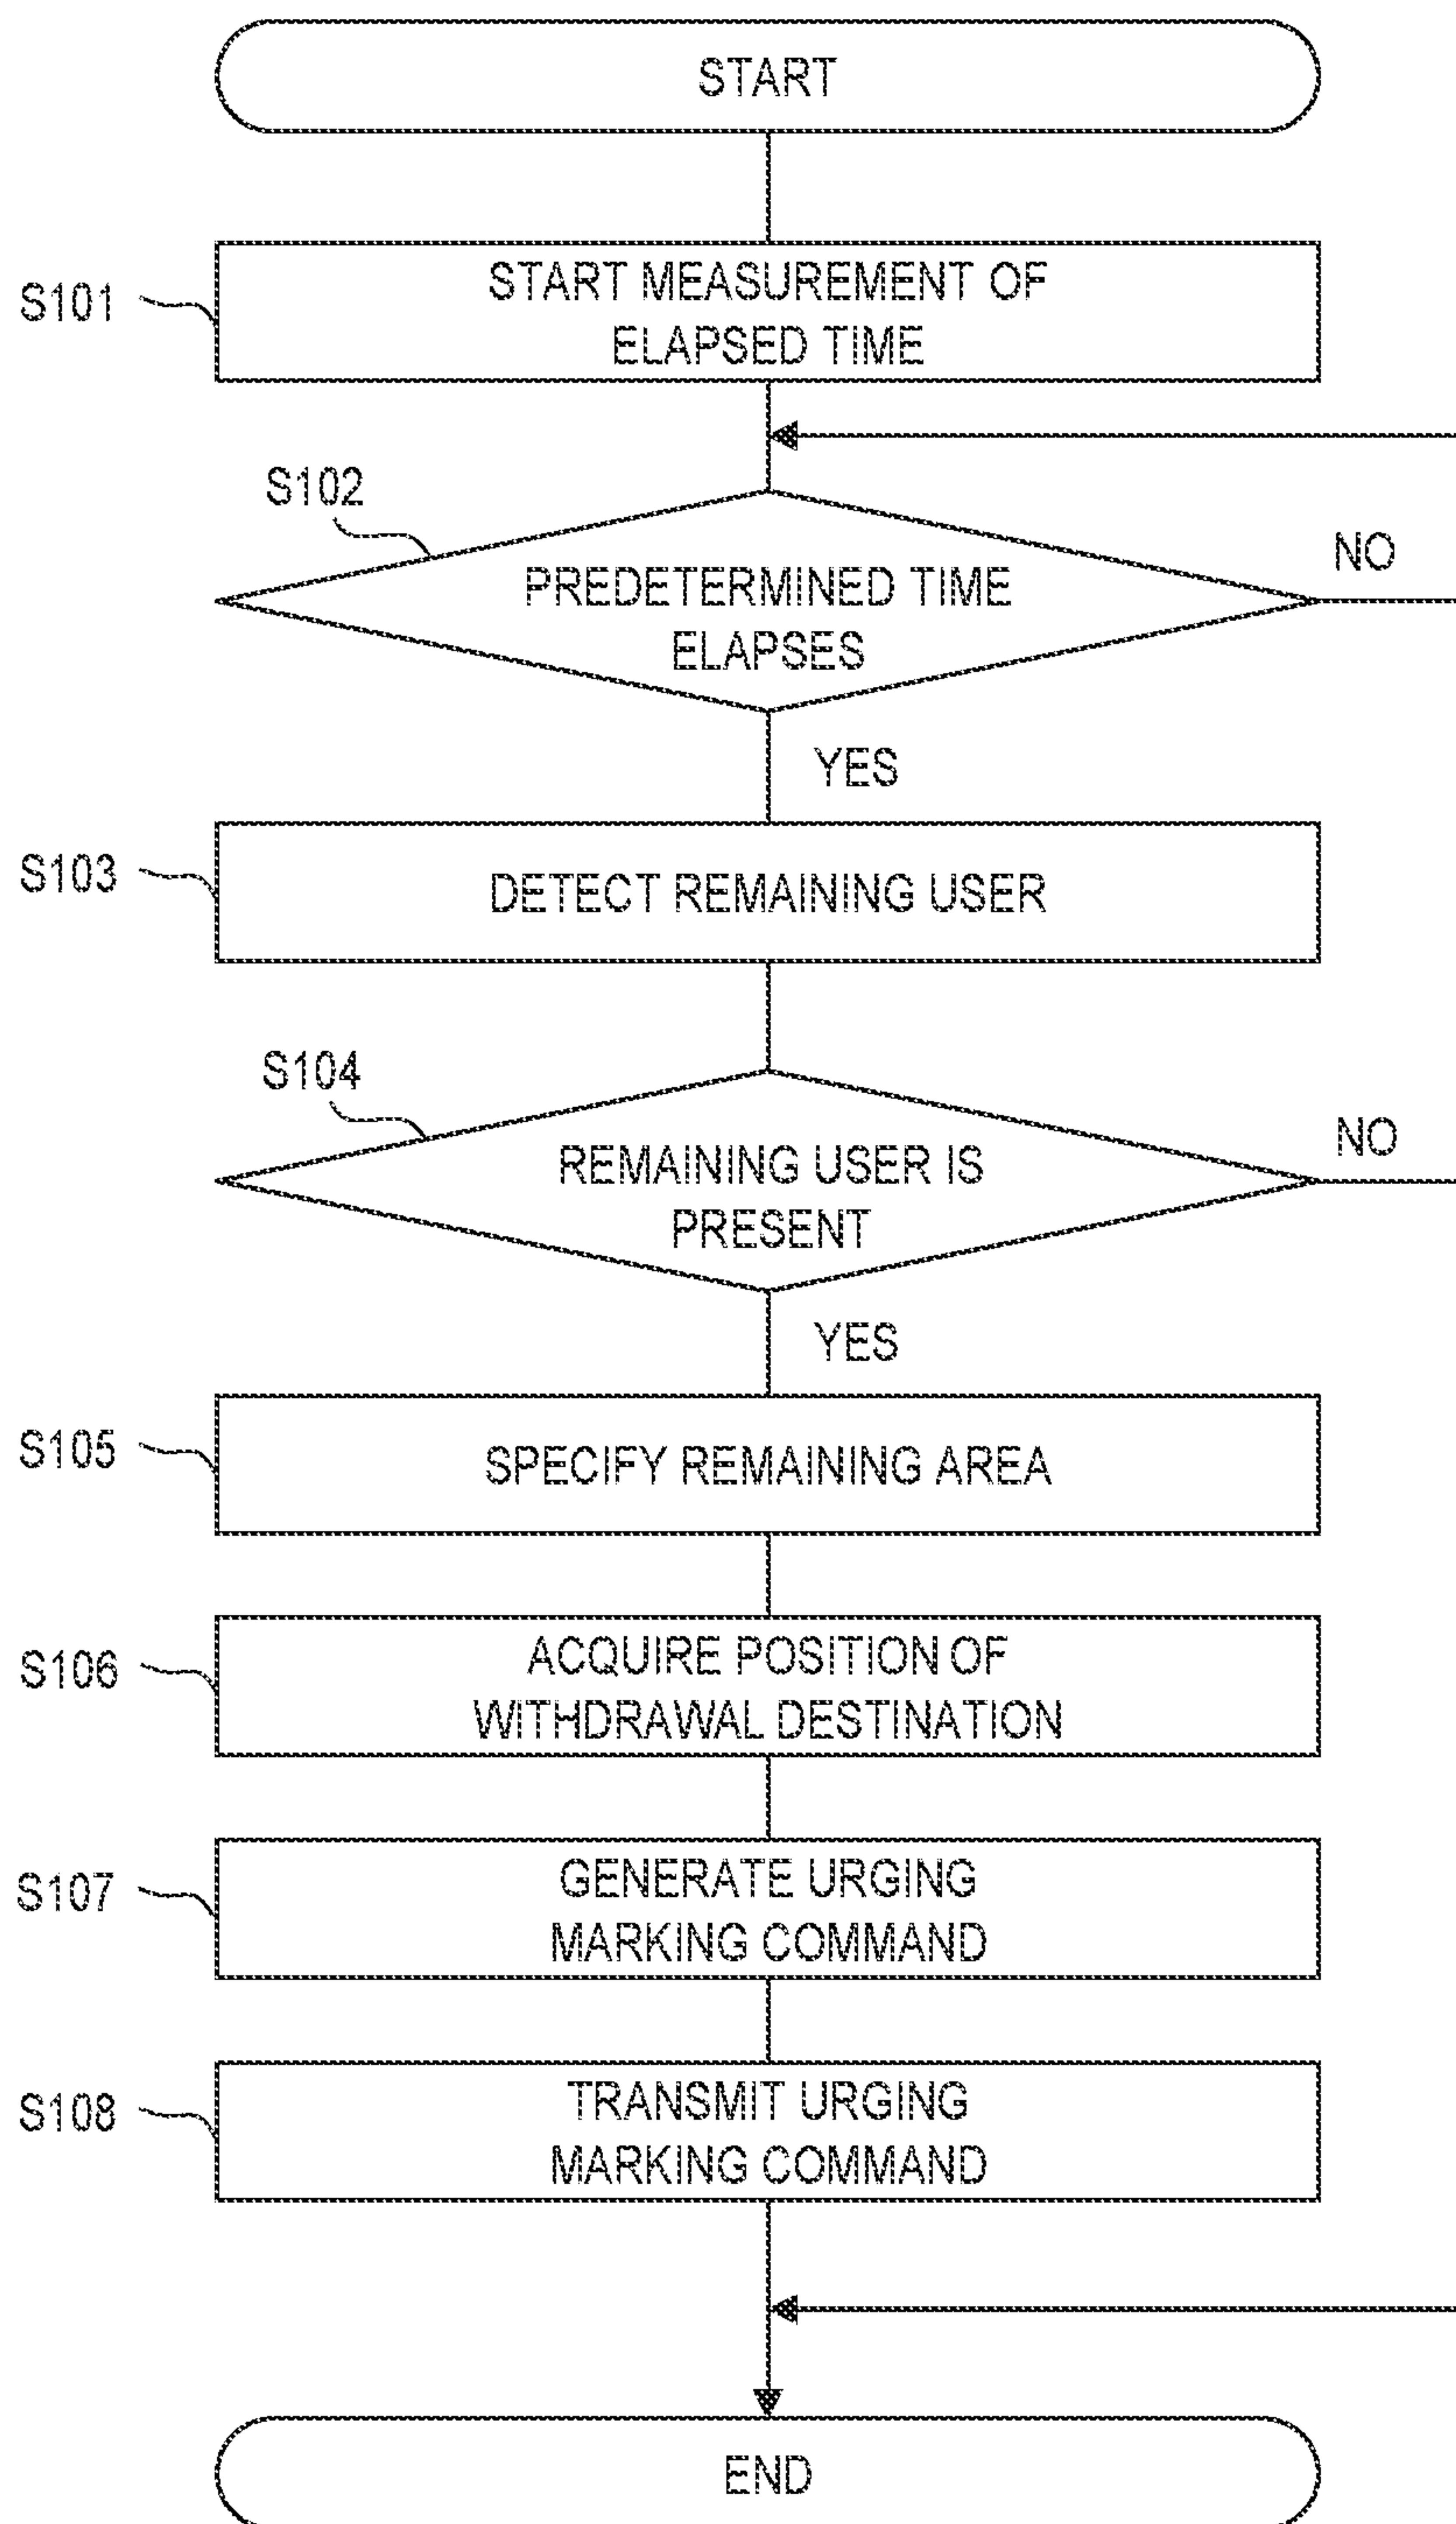 START
S101
START MEASUREMENT OF
ELAPSED TIME
S102
PREDETERMINED TIME
ELAPSES
NO
YES
S103
DETECT REMAINING USER
S104
REMAINING USER IS
PRESENT
NO
YES
S105
SPECIFY REMAINING AREA
S106
ACQUIRE POSITION OF
WITHDRAWAL DESTINATION
S107
GENERATE URGING
MARKING COMMAND
S108
TRANSMIT URGING
MARKING COMMAND
END